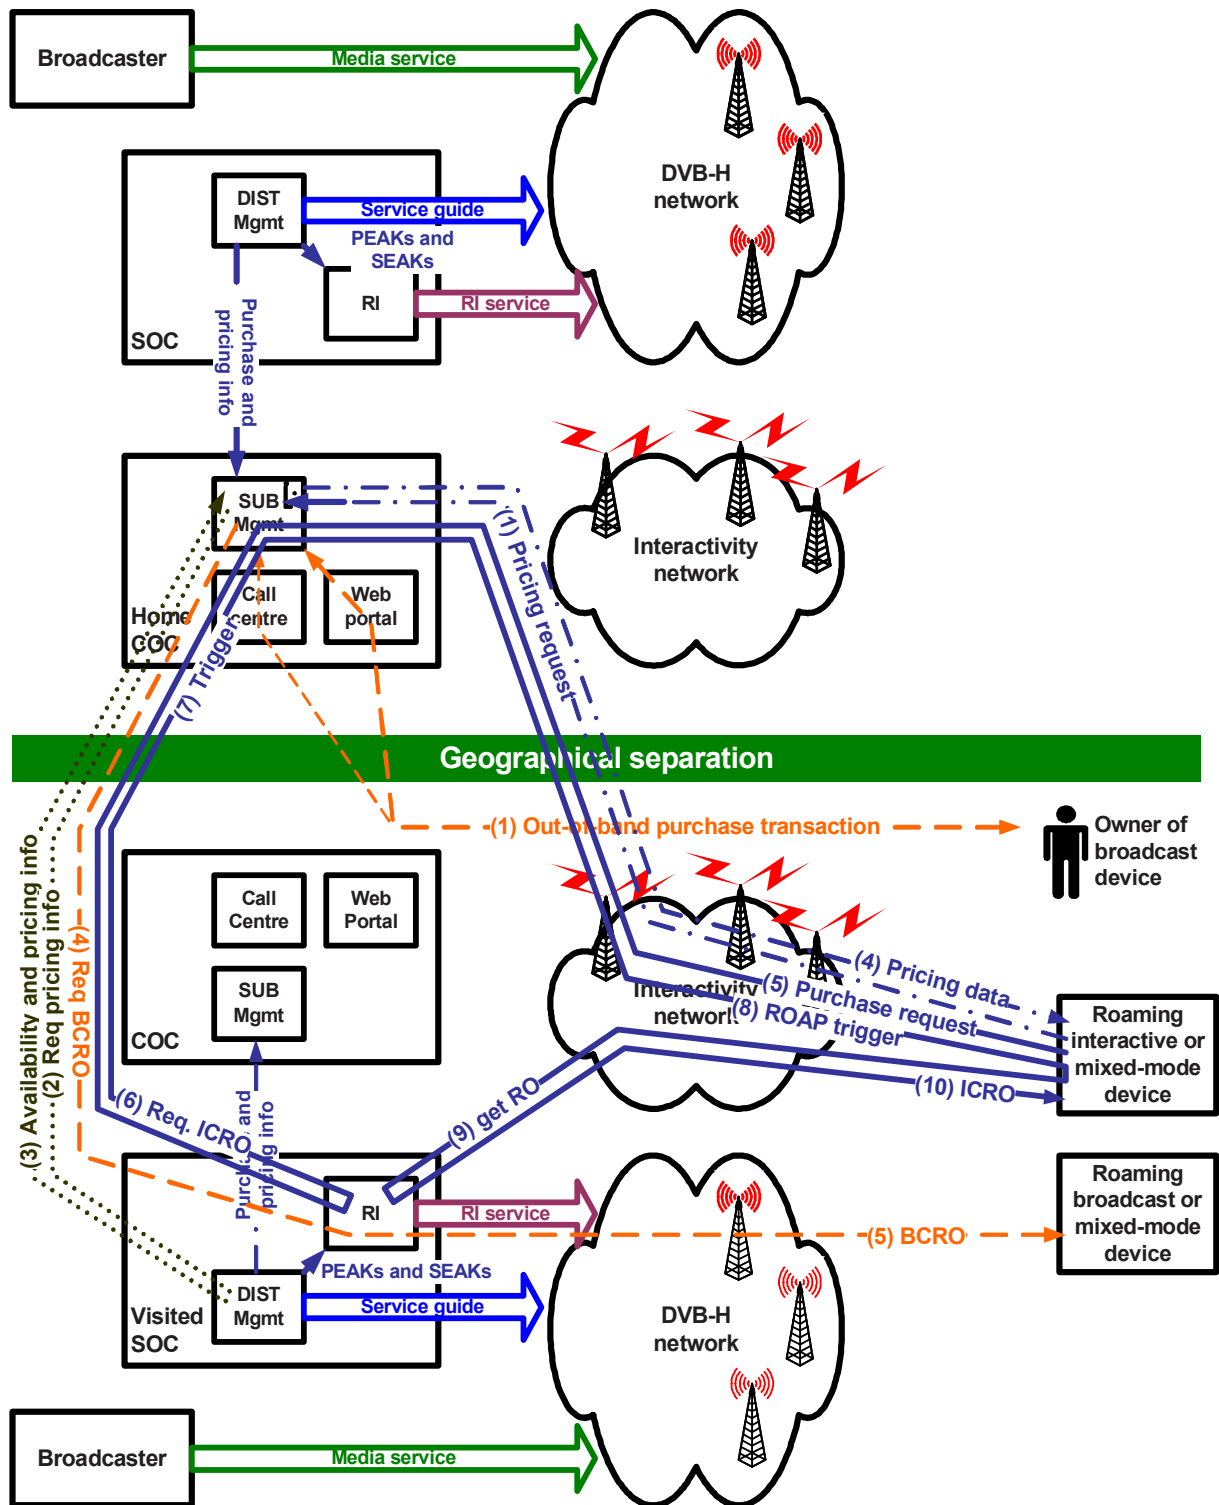 Broadcaster
Media service
DVB-H
network
DIST
Mgmt
Service guide
PEAKs and
SEAKs
RI
RI service
SOC
Purchase and
pricing info
SUB
Mgmt
Call
centre
Web
portal
Home
COC
Interactivity
network
(1) Pricing request
(7) Trigger
Geographical separation
(1) Out-of-band purchase transaction
Owner of
broadcast
device
Call
Centre
Web
Portal
SUB
Mgmt
COC
Interactivity
network
(4) Pricing data
(5) Purchase request
(8) ROAP trigger
(10) ICRO
(9) get RO
Roaming
interactive or
mixed-mode
device
(3) Availability and pricing info
(2) Req pricing info
(4) Req BCRO
(6) Req. ICRO
Purchase and
pricing info
RI
RI service
(5) BCRO
Roaming
broadcast or
mixed-mode
device
PEAKs and SEAKs
DIST
Mgmt
Service guide
Visited
SOC
DVB-H
network
Broadcaster
Media service